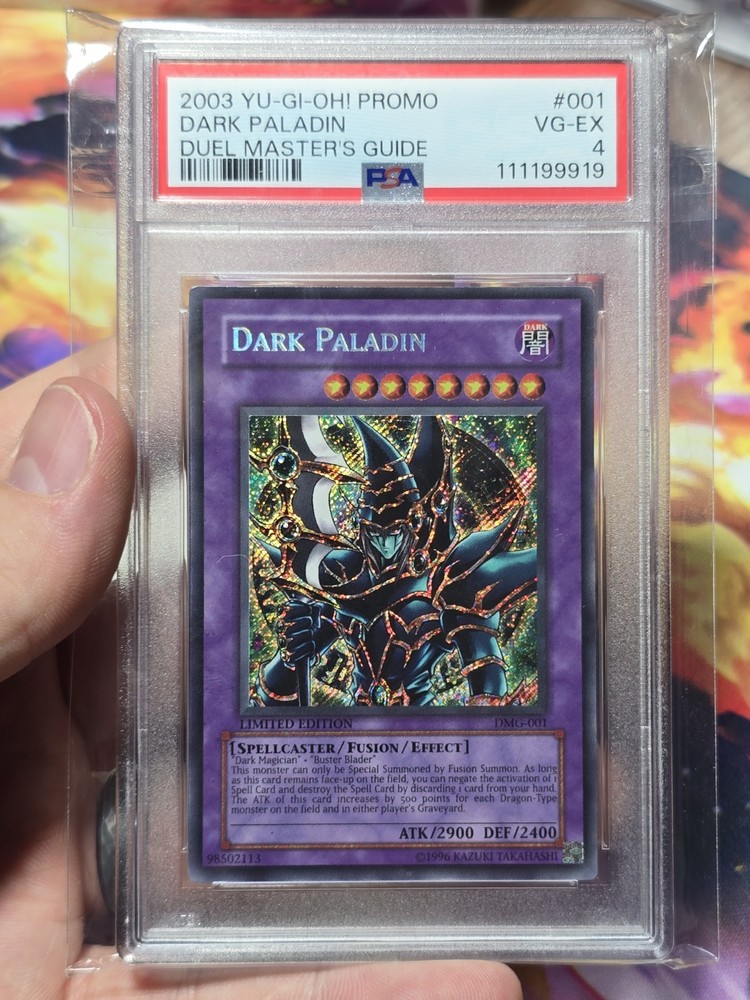 2003 YU-GI-OH! PROMO #001
DARK PALADIN VG-EX
DUEL MASTER'S GUIDE 4
PSA 111199919
DARK PALADIN
DARK
闇
LIMITED EDITION DMG-001
[SPELLCASTER/FUSION/EFFECT]
"Dark Magician" - "Buster Blader"
This monster can only be Special Summoned by Fusion Summon. As long
as this card remains face-up on the field, you can negate the activation of 1
Spell Card and destroy the Spell Card by discarding 1 card from your hand.
The ATK of this card increases by 500 points for each Dragon-Type
monster on the field and in either player's Graveyard.
ATK/2900 DEF/2400
98502113 ©1996 KAZUKI TAKAHASHI